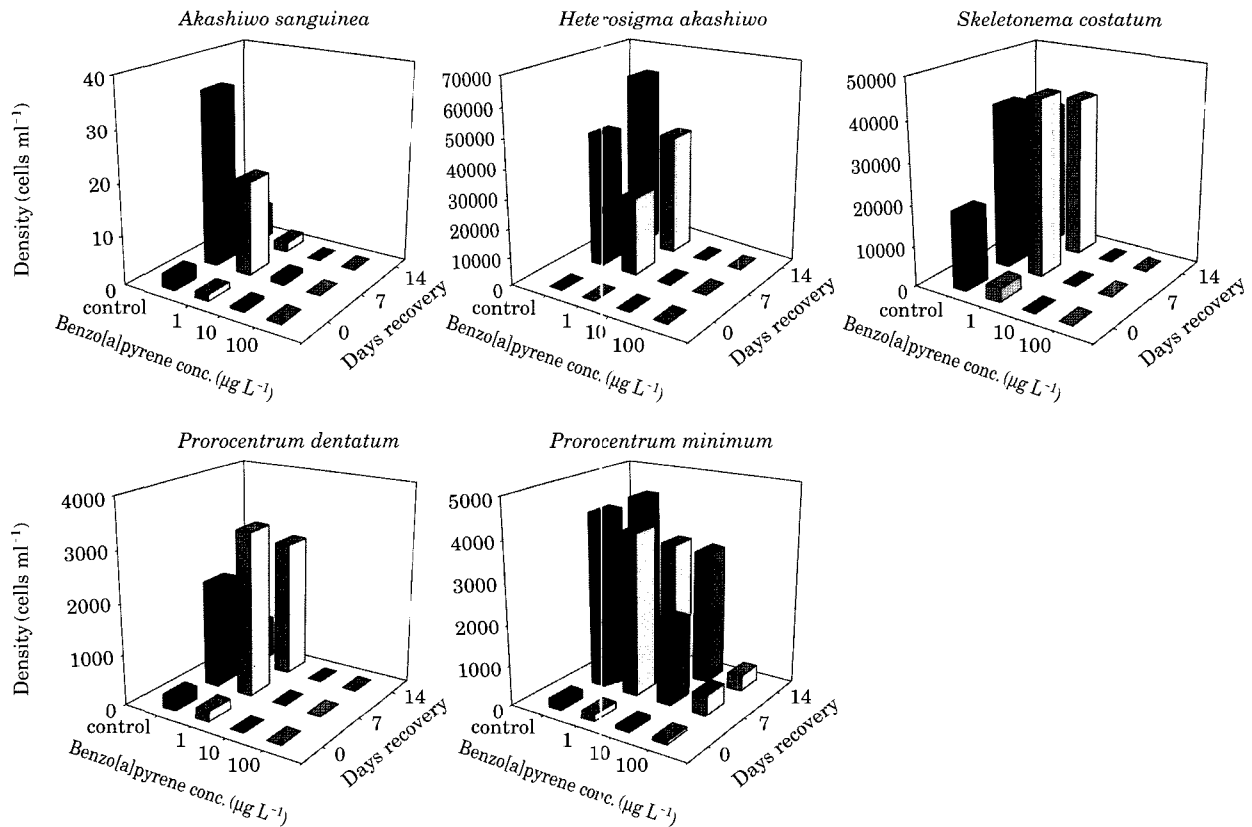 Akashiwo sanguinea
Heterosigma akashiwo
Skeletonema costatum
Density (cells ml⁻¹)
40
30
20
10
0
control
1
10
100
Benzo[a]pyrene conc. (µg L⁻¹)
0
7
14
Days recovery
70000
60000
50000
40000
30000
20000
10000
0
control
1
10
100
Benzo[a]pyrene conc. (µg L⁻¹)
0
7
14
Days recovery
50000
40000
30000
20000
10000
0
control
1
10
100
Benzo[a]pyrene conc. (µg L⁻¹)
0
7
14
Days recovery
Prorocentrum dentatum
Prorocentrum minimum
Density (cells ml⁻¹)
4000
3000
2000
1000
0
control
1
10
100
Benzo[a]pyrene conc. (µg L⁻¹)
0
7
14
Days recovery
5000
4000
3000
2000
1000
0
control
1
10
100
Benzo[a]pyrene conc. (µg L⁻¹)
0
7
14
Days recovery